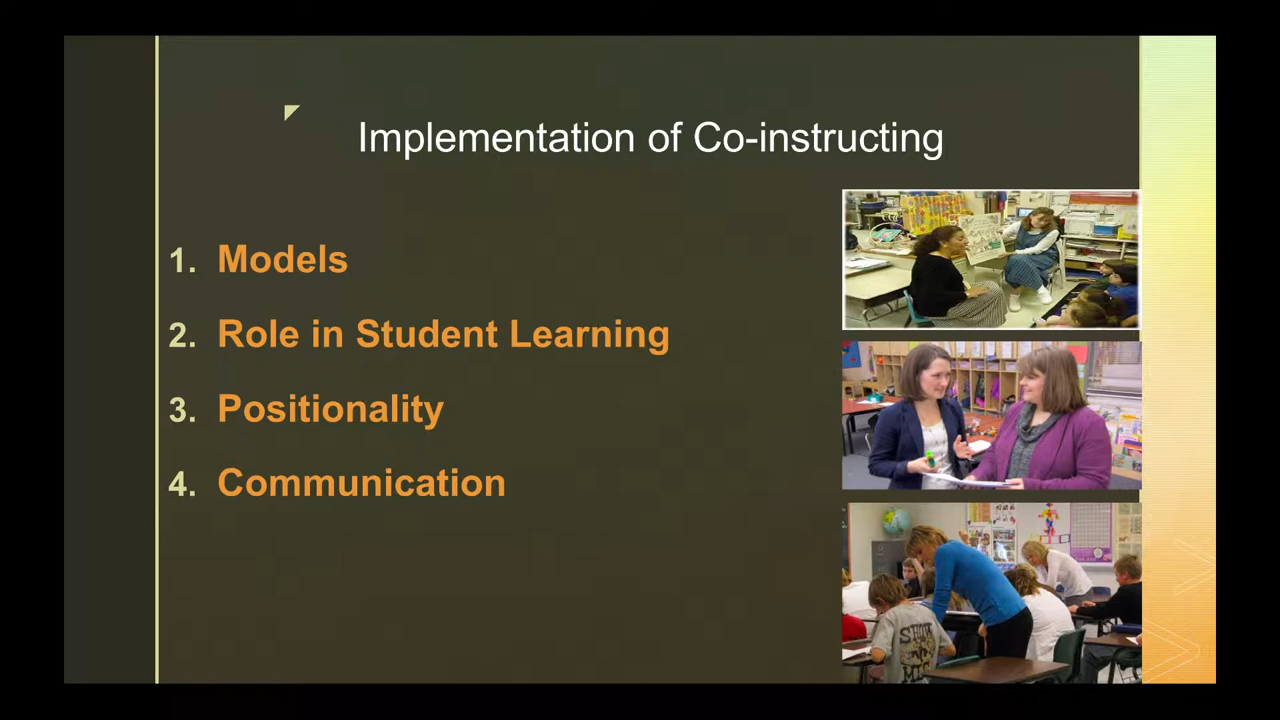 Implementation of Co-instructing
1. Models
2. Role in Student Learning
3. Positionality
4. Communication